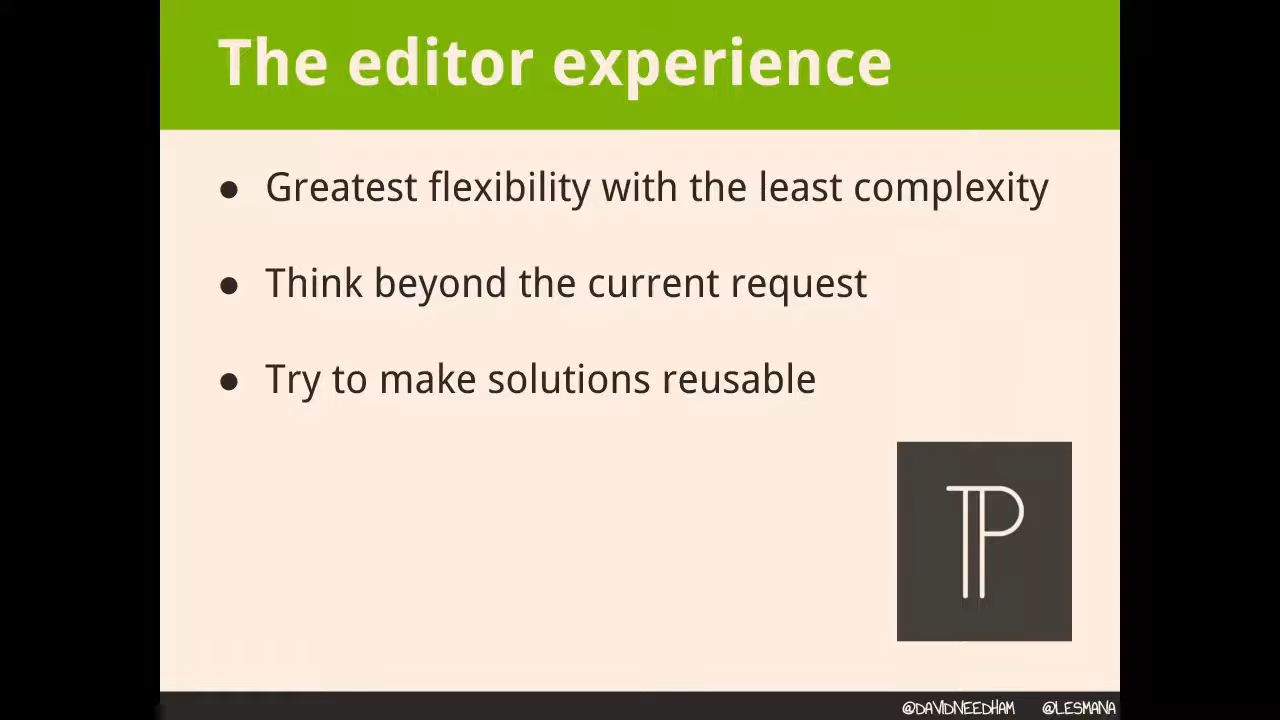 The editor experience
● Greatest flexibility with the least complexity
● Think beyond the current request
● Try to make solutions reusable
TP
@DAVIDNEEDHAM @LESMANA